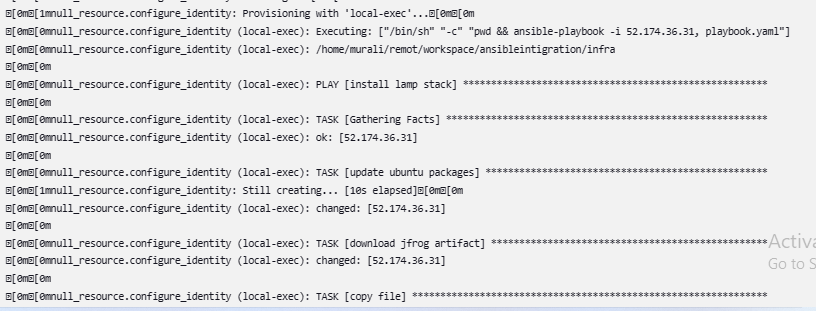 [0m[1mnull_resource.configure_identity: Provisioning with 'local-exec'...[0m[0m
[0m[0mnull_resource.configure_identity (local-exec): Executing: ["/bin/sh" "-c" "pwd && ansible-playbook -i 52.174.36.31, playbook.yaml"]
[0m[0mnull_resource.configure_identity (local-exec): /home/murali/remot/workspace/ansibleintigration/infra
[0m[0m
[0m[0mnull_resource.configure_identity (local-exec): PLAY [install lamp stack] ******************************************************
[0m[0m
[0m[0mnull_resource.configure_identity (local-exec): TASK [Gathering Facts] *********************************************************
[0m[0mnull_resource.configure_identity (local-exec): ok: [52.174.36.31]
[0m[0m
[0m[0mnull_resource.configure_identity (local-exec): TASK [update ubuntu packages] **************************************************
[0m[1mnull_resource.configure_identity: Still creating... [10s elapsed][0m[0m
[0m[0mnull_resource.configure_identity (local-exec): changed: [52.174.36.31]
[0m[0m
[0m[0mnull_resource.configure_identity (local-exec): TASK [download jfrog artifact] *************************************************
[0m[0mnull_resource.configure_identity (local-exec): changed: [52.174.36.31]
[0m[0m
[0m[0mnull_resource.configure_identity (local-exec): TASK [copy file] ***************************************************************
Activa
Go to S